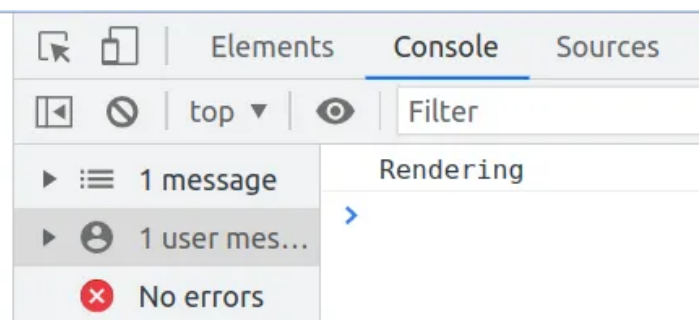 Elements Console Sources
top Filter
1 message
1 user mes...
No errors
Rendering